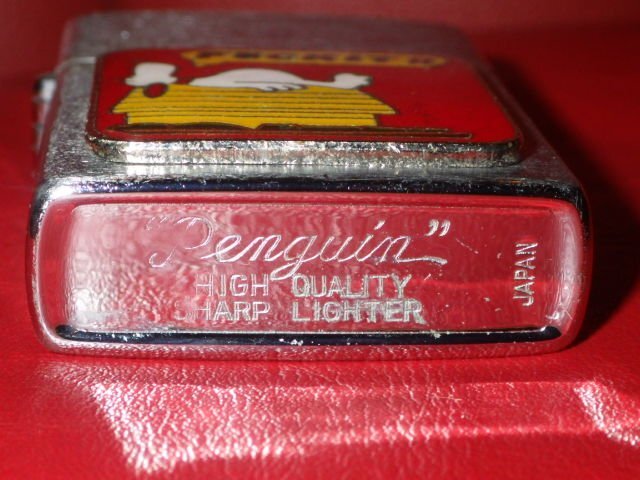 "Penguin"
HIGH QUALITY
SHARP LIGHTER
JAPAN